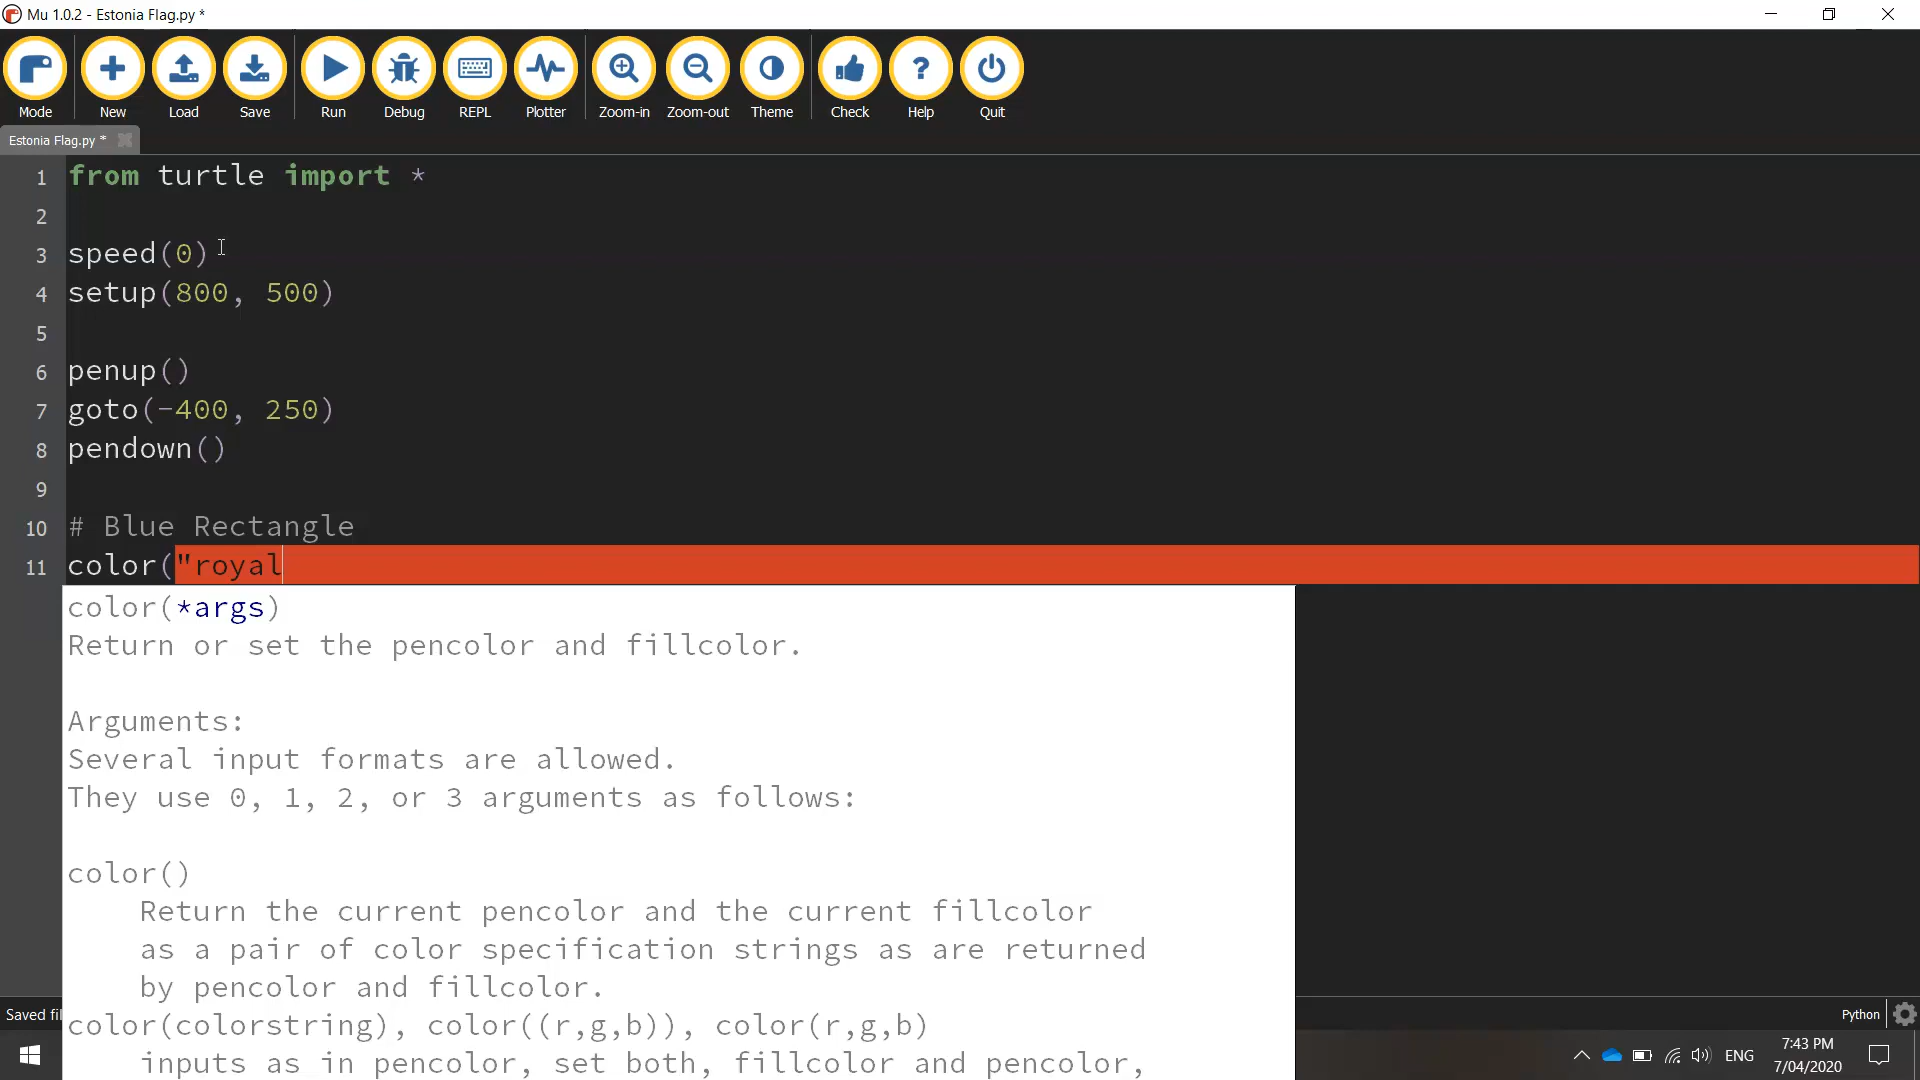 Mu 1.0.2 - Estonia Flag.py *
Mode New Load Save Run Debug REPL Plotter Zoom-in Zoom-out Theme Check Help Quit
Estonia Flag.py *
1 from turtle import *
2
3 speed(0)
4 setup(800, 500)
5
6 penup()
7 goto(-400, 250)
8 pendown()
9
10 # Blue Rectangle
11 color("royal
color(*args)
Return or set the pencolor and fillcolor.
Arguments:
Several input formats are allowed.
They use 0, 1, 2, or 3 arguments as follows:
color()
Return the current pencolor and the current fillcolor
as a pair of color specification strings as are returned
by pencolor and fillcolor.
color(colorstring), color((r,g,b)), color(r,g,b)
inputs as in pencolor, set both, fillcolor and pencolor,
Saved fil
Python
ENG
7:43 PM
7/04/2020